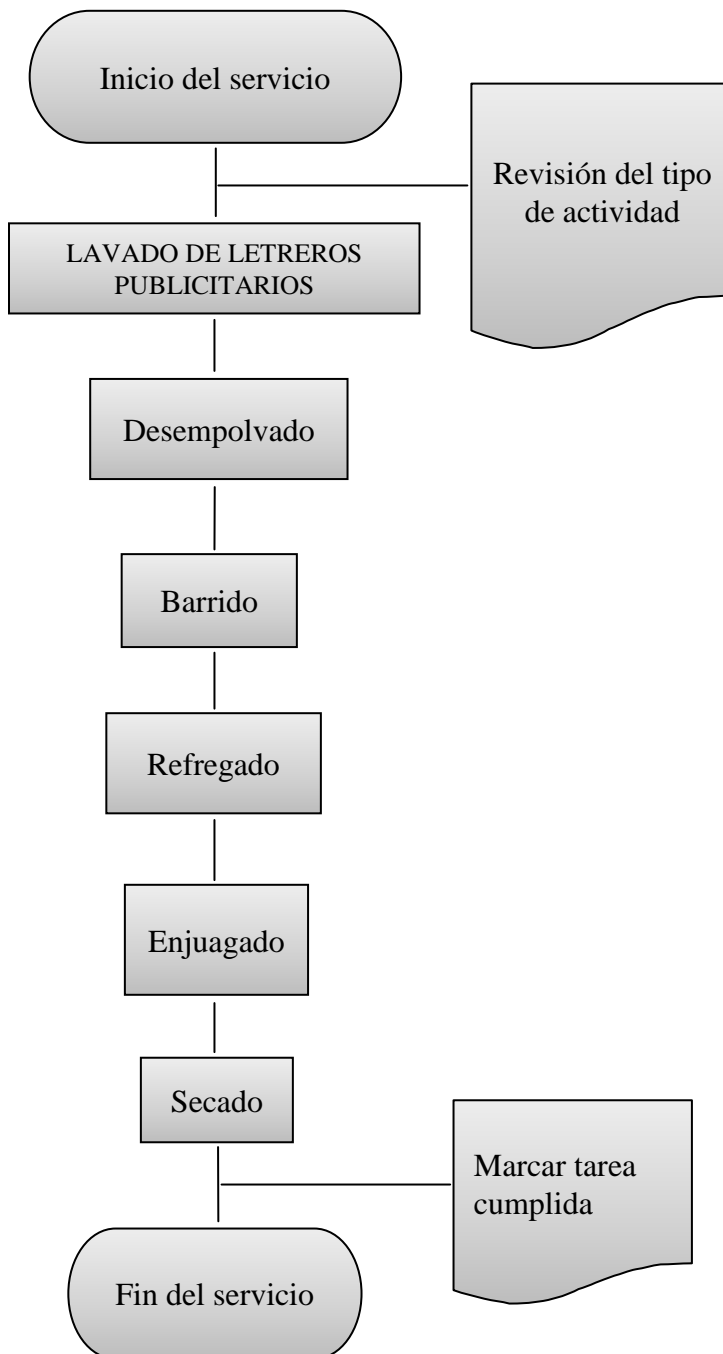 Inicio del servicio
Revisión del tipo
de actividad
LAVADO DE LETREROS
PUBLICITARIOS
Desempolvado
Barrido
Refregado
Enjuagado
Secado
Marcar tarea
cumplida
Fin del servicio